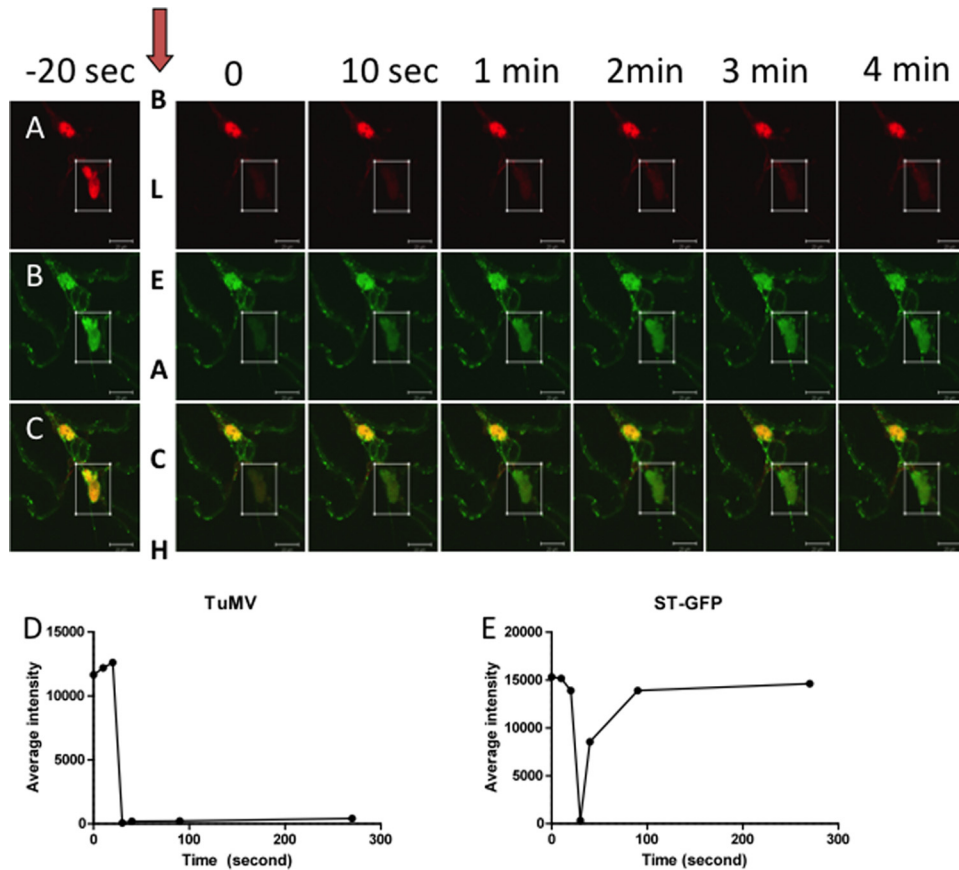 -20 sec 0 10 sec 1 min 2min 3 min 4 min
A
B
C
B
L
E
A
C
H
D
TuMV
Average intensity
15000
10000
5000
0
0 100 200 300
Time (second)
E
ST-GFP
Average intensity
20000
15000
10000
5000
0
0 100 200 300
Time (second)